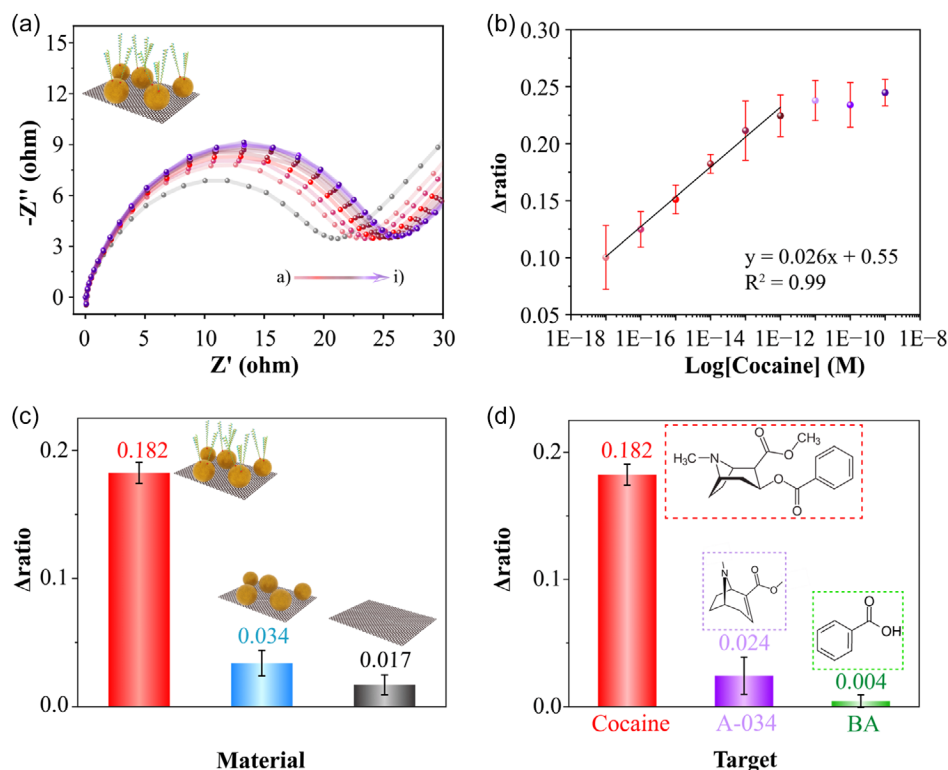 (a)
15
12
9
6
3
0
-Z'' (ohm)
a) i)
0 5 10 15 20 25 30
Z' (ohm)
(b)
0.30
0.25
0.20
0.15
0.10
0.05
Δratio
y = 0.026x + 0.55
R² = 0.99
1E−18 1E−16 1E−14 1E−12 1E−10 1E−8
Log[Cocaine] (M)
(c)
0.2
0.1
0.0
Δratio
0.182
0.034
0.017
Material
(d)
0.2
0.1
0.0
Δratio
0.182
H₃C N O O CH₃
O O
N O O
0.024
O
OH
0.004
Cocaine A-034 BA
Target